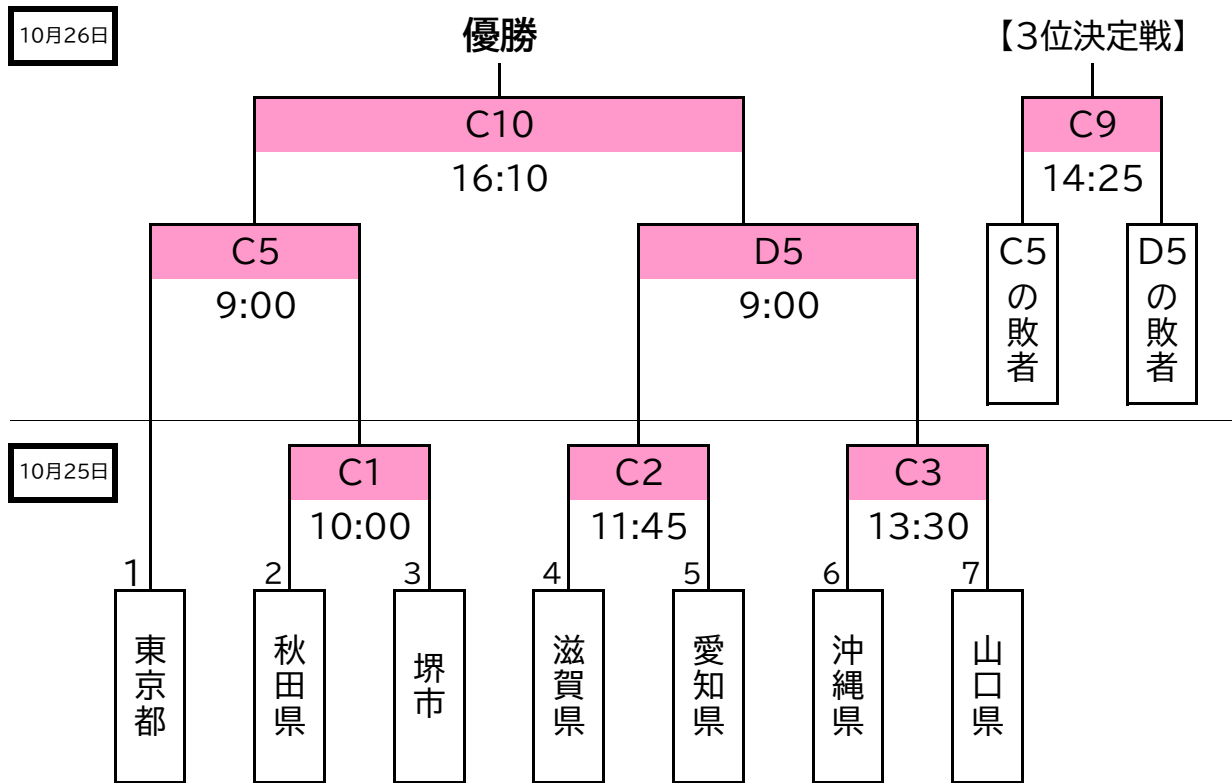 10月26日
優勝
【3位決定戦】
C10
16:10
C9
14:25
C5
9:00
D5
9:00
C5の敗者
D5の敗者
10月25日
C1
10:00
C2
11:45
C3
13:30
1
2
3
4
5
6
7
東京都
秋田県
堺市
滋賀県
愛知県
沖縄県
山口県